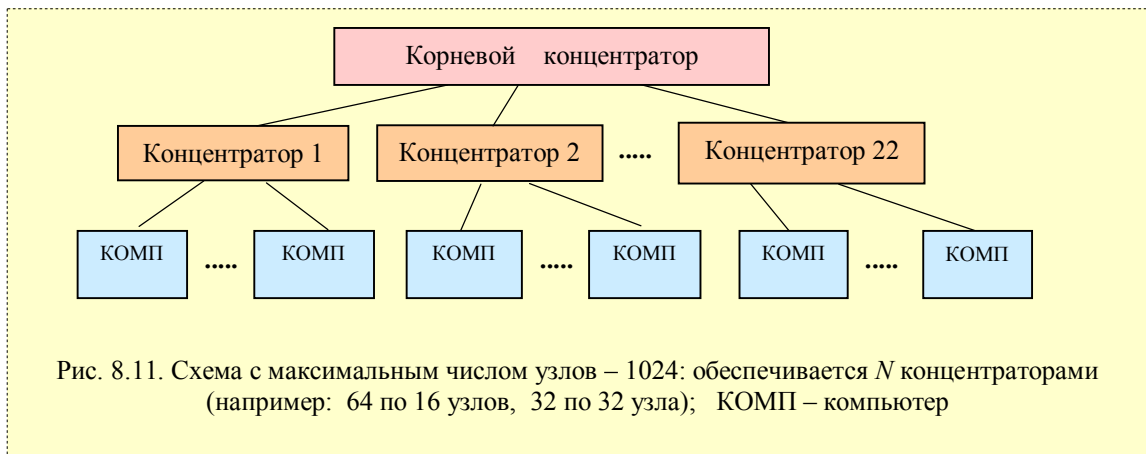 Корневой концентратор
Концентратор 1 Концентратор 2 ..... Концентратор 22
КОМП ..... КОМП КОМП ..... КОМП КОМП ..... КОМП
Рис. 8.11. Схема с максимальным числом узлов – 1024: обеспечивается N концентраторами
(например: 64 по 16 узлов, 32 по 32 узла); КОМП – компьютер